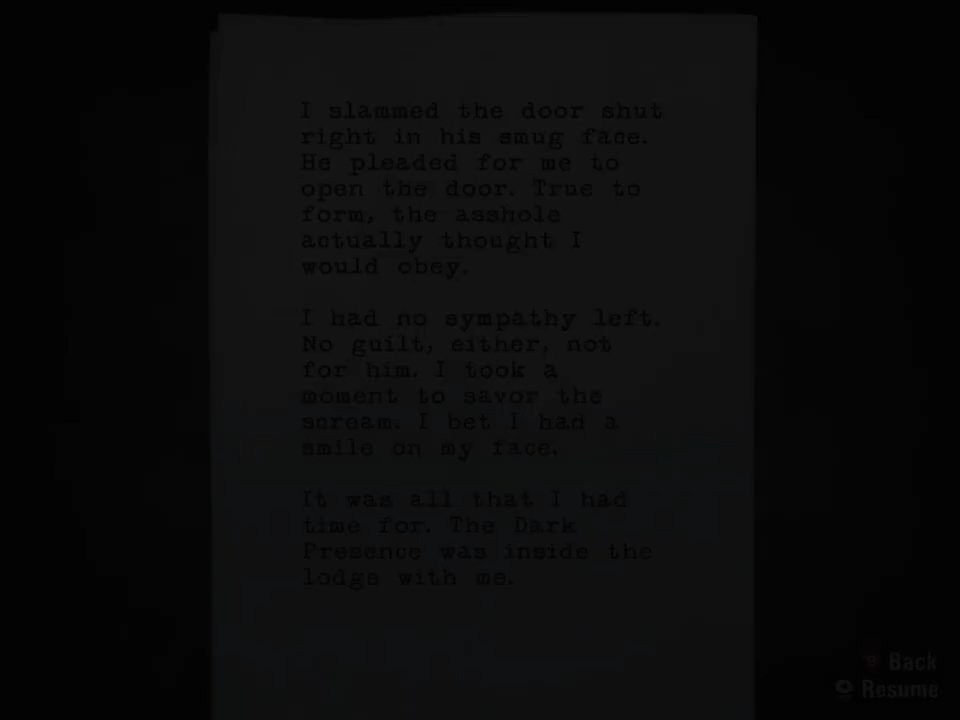 I slammed the door shut
right in his smug face.
He pleaded for me to
open the door. True to
form, the asshole
actually thought I
would obey.
I had no sympathy left.
No guilt, either, not
for him. I took a
moment to savor the
scream. I bet I had a
smile on my face.
It was all that I had
time for. The Dark
Presence was inside the
lodge with me.
Back
Resume